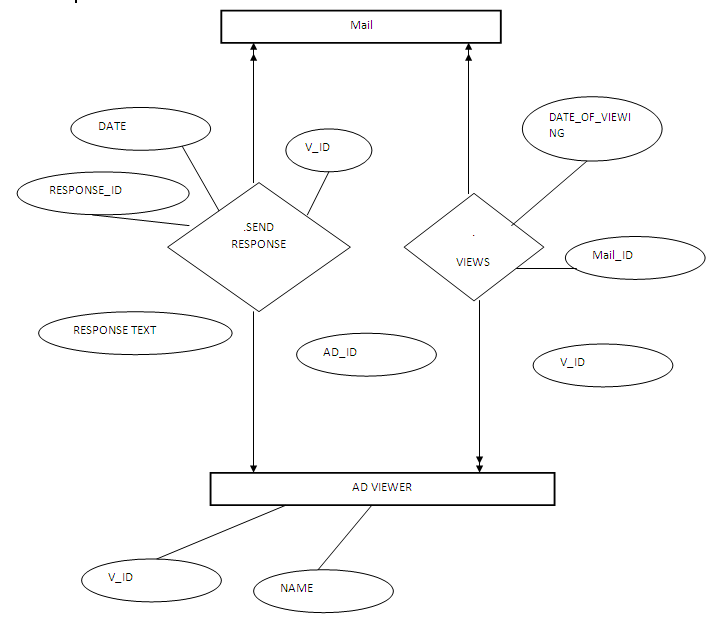 Mail
DATE
V_ID
DATE_OF_VIEWI
NG
RESPONSE_ID
.SEND
RESPONSE
.
VIEWS
Mail_ID
RESPONSE TEXT
AD_ID
V_ID
AD VIEWER
V_ID
NAME